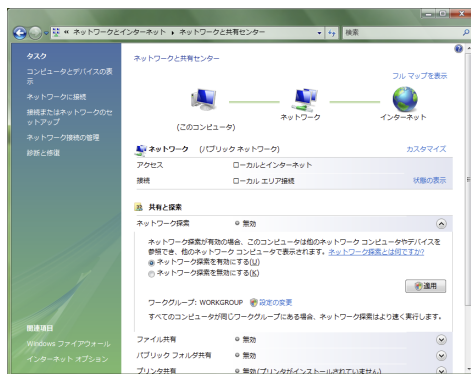 « ネットワークとインターネット ▸ ネットワークと共有センター
検索
タスク
コンピュータとデバイスの表
示
ネットワークに接続
接続またはネットワークのセ
ットアップ
ネットワーク接続の管理
診断と修復
関連項目
Windows ファイアウォール
インターネット オプション
ネットワークと共有センター
フル マップを表示
(このコンピュータ)
ネットワーク
インターネット
ネットワーク (パブリック ネットワーク)
カスタマイズ
アクセス ローカルとインターネット
接続 ローカル エリア接続 状態の表示
共有と探索
ネットワーク探索 無効
ネットワーク探索が有効の場合、このコンピュータは他のネットワーク コンピュータやデバイスを
参照でき、他のネットワーク コンピュータで表示されます。ネットワーク探索とは何ですか?
ネットワーク探索を有効にする(U)
ネットワーク探索を無効にする(K)
適用
ワークグループ: WORKGROUP 設定の変更
すべてのコンピュータが同じワークグループにある場合、ネットワーク探索はより速く実行します。
ファイル共有 無効
パブリック フォルダ共有 無効
プリンタ共有 無効(プリンタがインストールされていません)